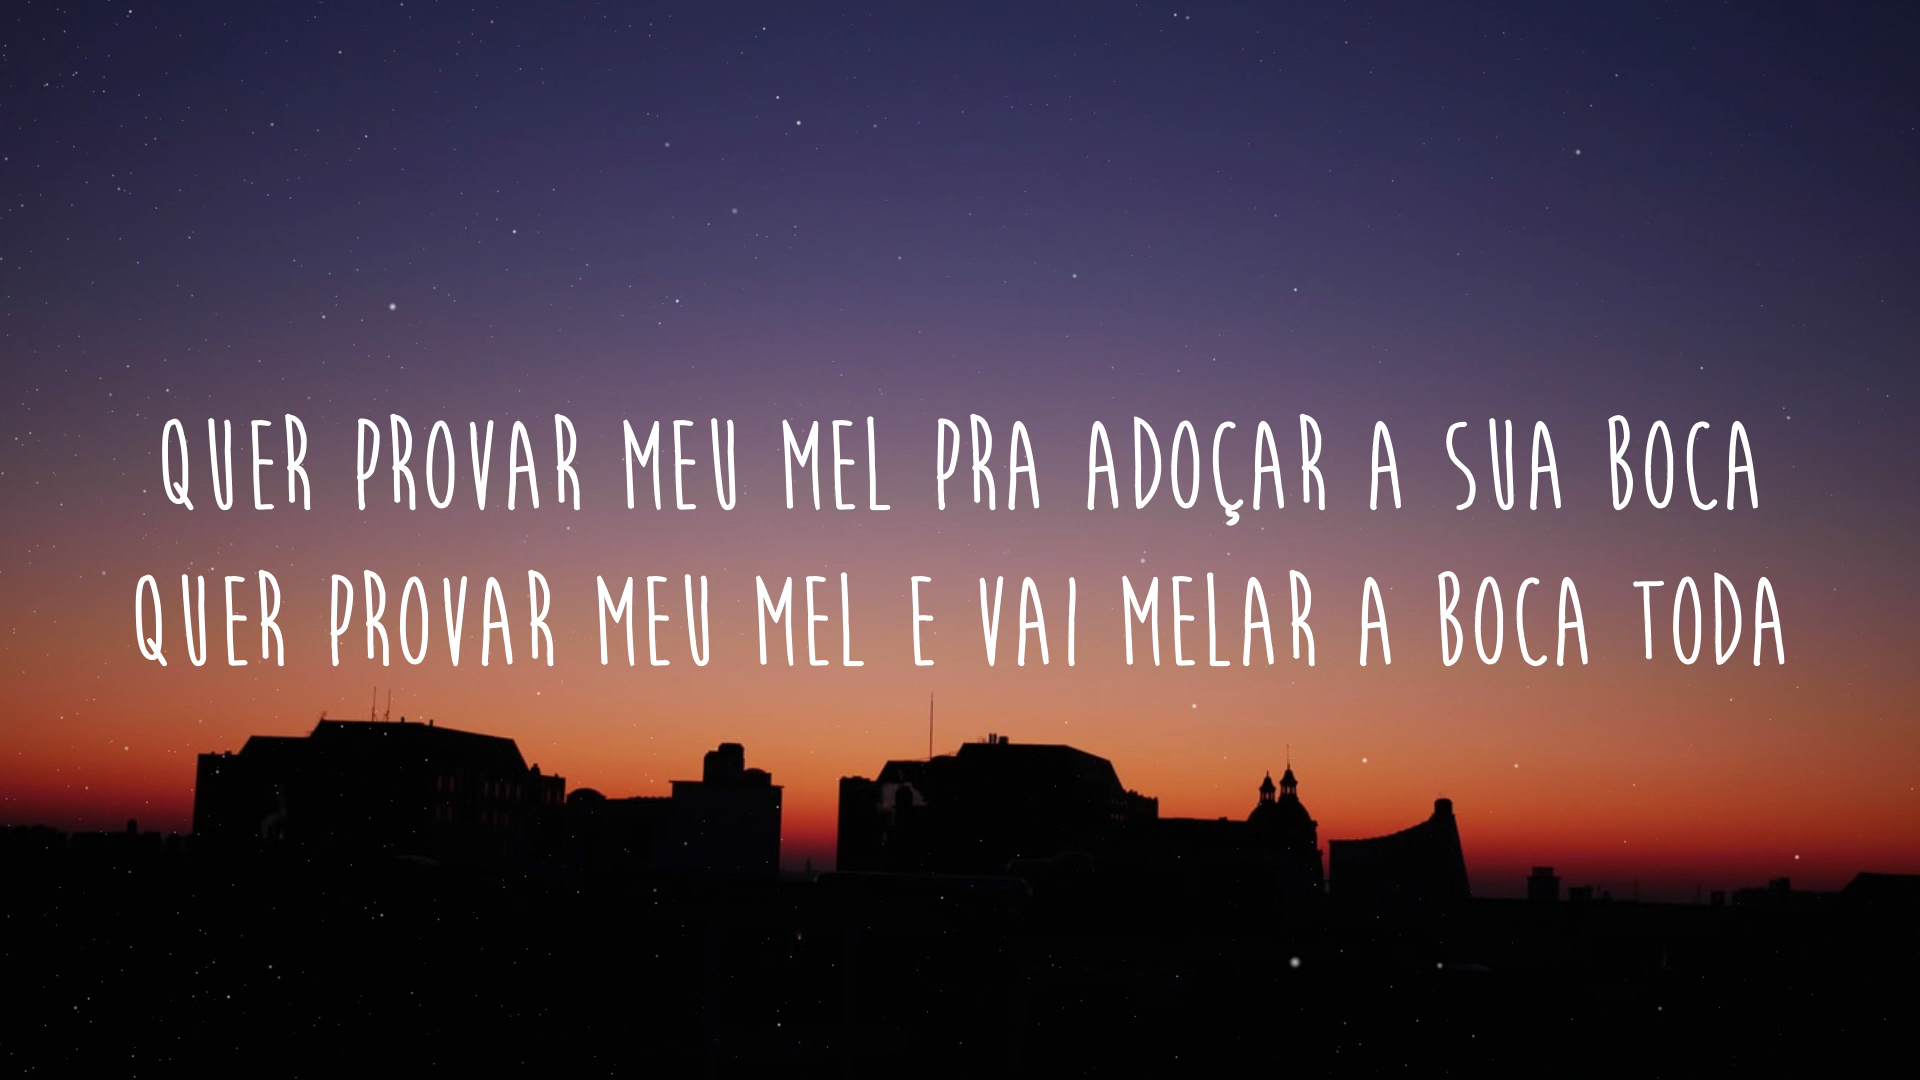 QUER PROVAR MEU MEL PRA ADOÇAR A SUA BOCA
QUER PROVAR MEU MEL E VAI MELAR A BOCA TODA